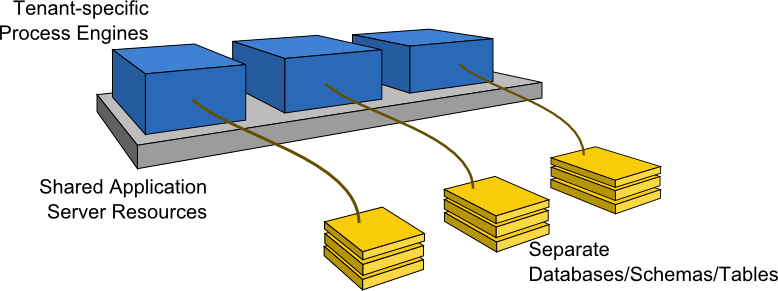 Tenant-specific
Process Engines
Shared Application
Server Resources
Separate
Databases/Schemas/Tables